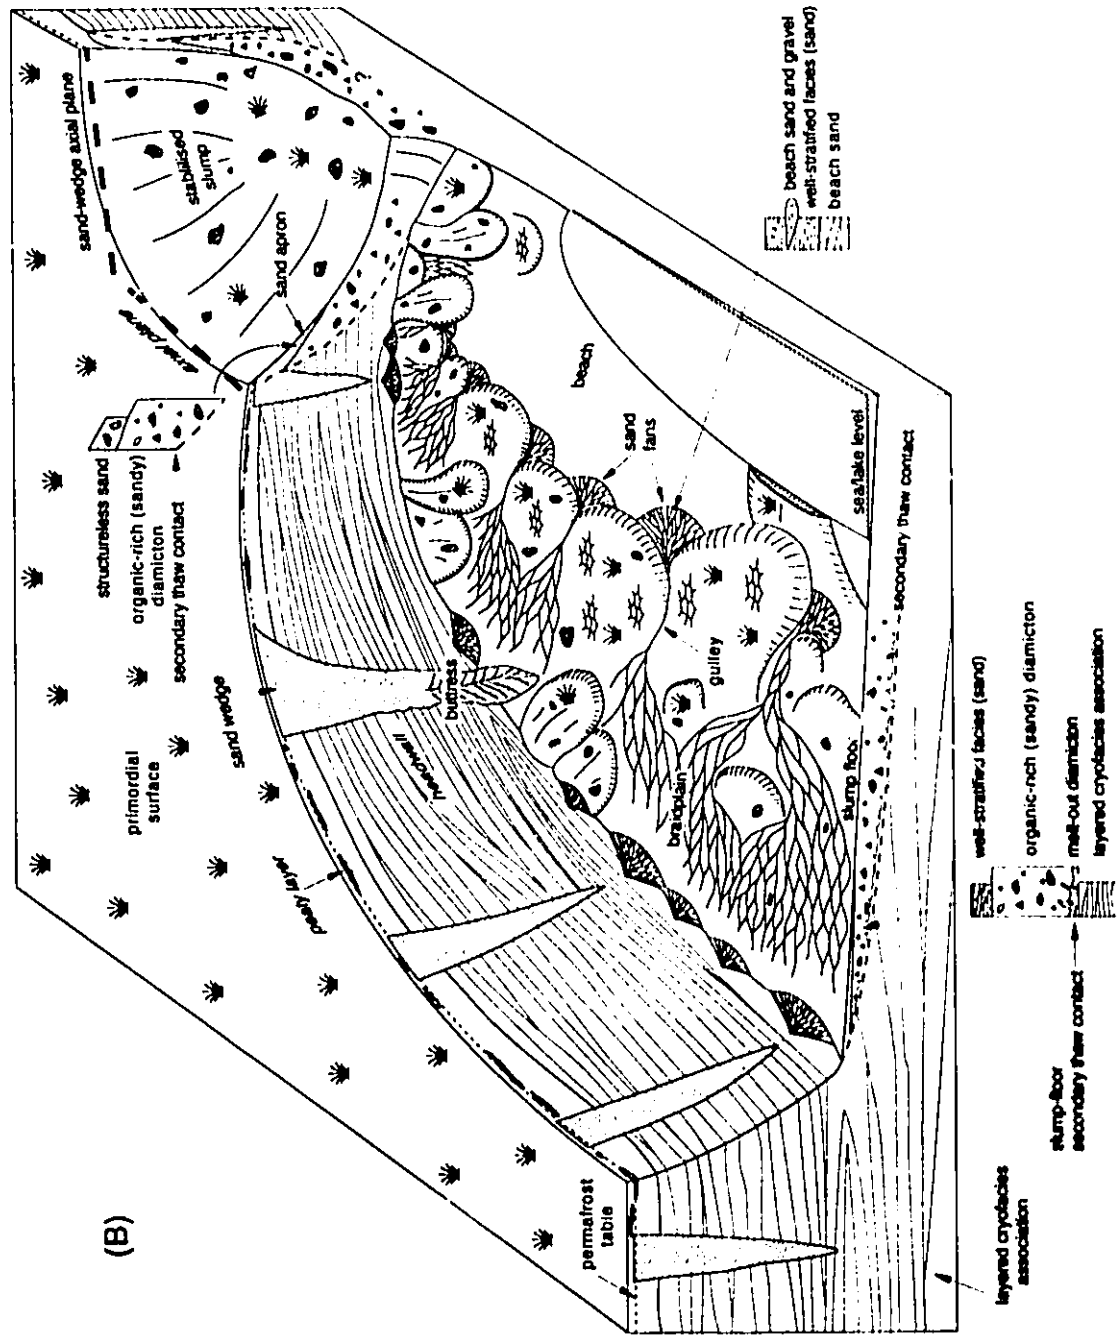 (B)
sand-wedge axial plane
stabilised
slump
axial plane
sand apron
structureless sand
organic-rich (sandy)
diamicton
secondary thaw contact
primordial
surface
sand wedge
peaty layer
headwall
buttress
permafrost
table
beach
sand
fans
gulley
braidplain
slump floor
sea/lake level
secondary thaw contact
?
beach sand and gravel
well-stratified facies (sand)
beach sand
well-stratified facies (sand)
organic-rich (sandy) diamicton
melt-out diamicton
layered cryofacies association
slump-floor
secondary thaw contact
layered cryofacies
association